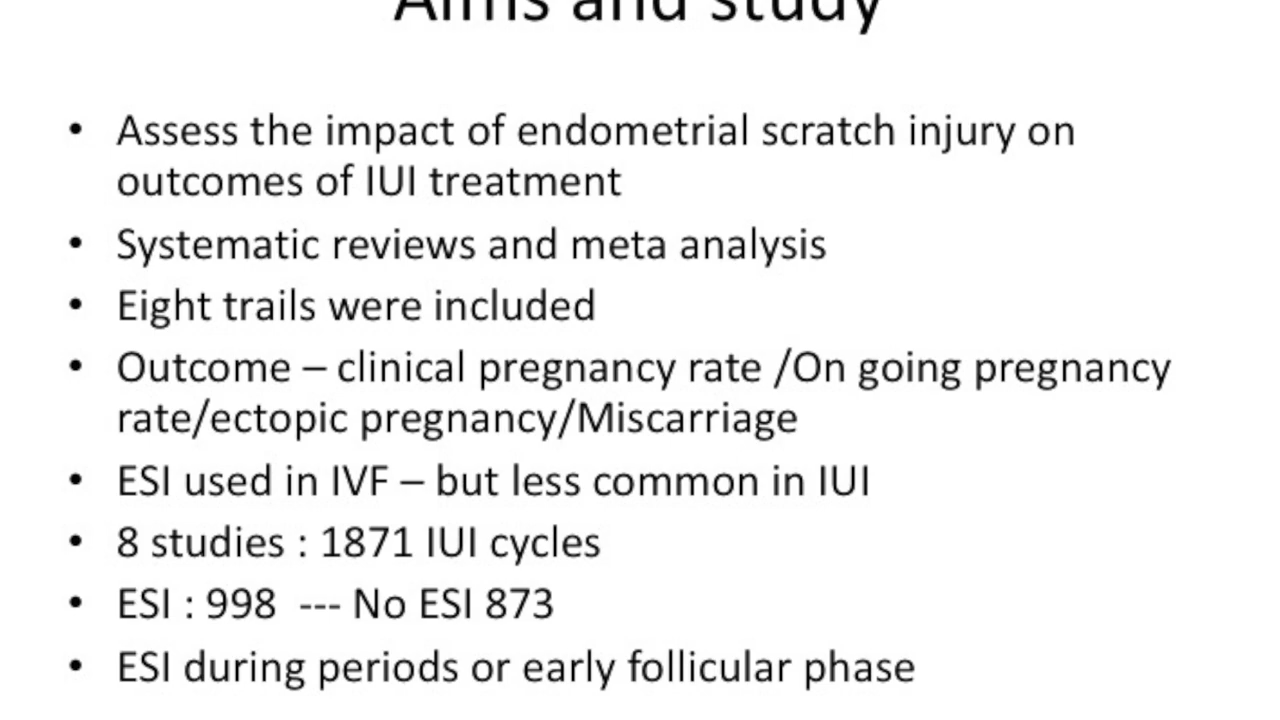 Aims and study
• Assess the impact of endometrial scratch injury on
outcomes of IUI treatment
• Systematic reviews and meta analysis
• Eight trails were included
• Outcome – clinical pregnancy rate /On going pregnancy
rate/ectopic pregnancy/Miscarriage
• ESI used in IVF – but less common in IUI
• 8 studies : 1871 IUI cycles
• ESI : 998  --- No ESI 873
• ESI during periods or early follicular phase